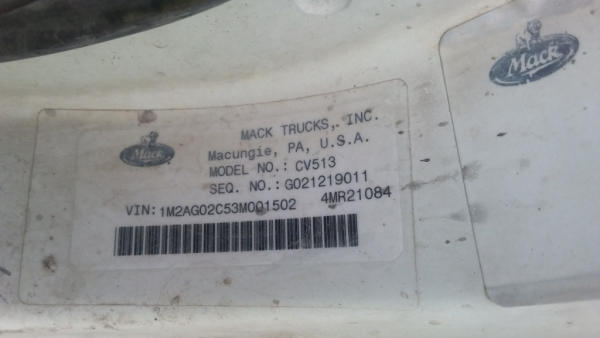 Mack
MACK TRUCKS, INC.
Macungie, PA, U.S.A.
MODEL NO.: CV513
SEQ. NO.: G021219011
VIN: 1M2AG02C53M001502 4MR21084
Mack